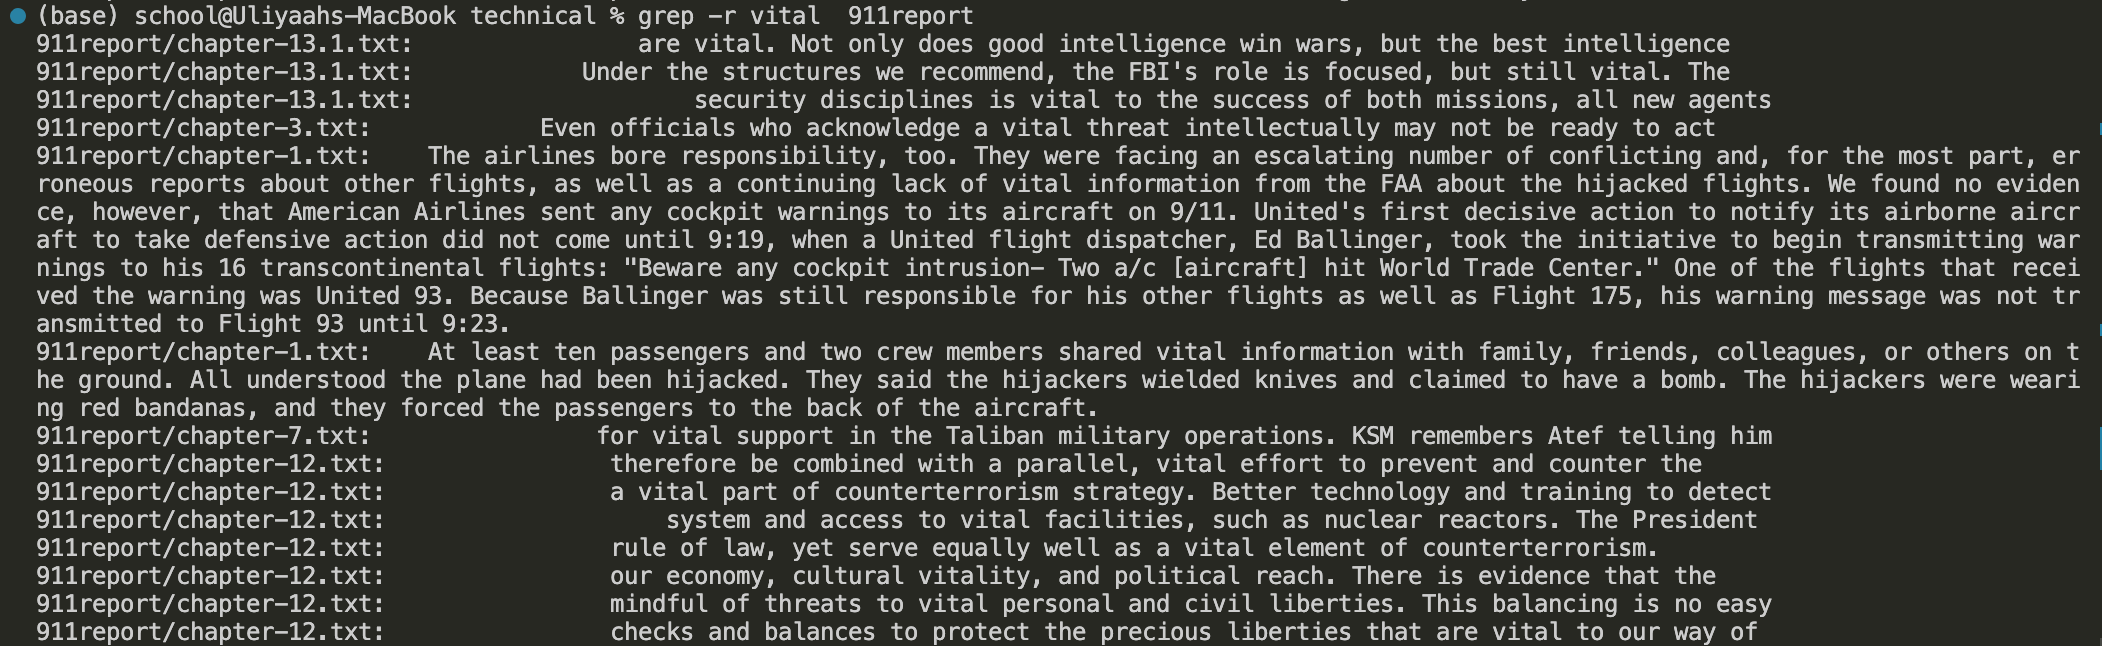 (base) school@Uliyaahs-MacBook technical % grep -r vital  911report
911report/chapter-13.1.txt:                are vital. Not only does good intelligence win wars, but the best intelligence
911report/chapter-13.1.txt:            Under the structures we recommend, the FBI's role is focused, but still vital. The
911report/chapter-13.1.txt:                    security disciplines is vital to the success of both missions, all new agents
911report/chapter-3.txt:            Even officials who acknowledge a vital threat intellectually may not be ready to act
911report/chapter-1.txt:    The airlines bore responsibility, too. They were facing an escalating number of conflicting and, for the most part, er
roneous reports about other flights, as well as a continuing lack of vital information from the FAA about the hijacked flights. We found no eviden
ce, however, that American Airlines sent any cockpit warnings to its aircraft on 9/11. United's first decisive action to notify its airborne aircr
aft to take defensive action did not come until 9:19, when a United flight dispatcher, Ed Ballinger, took the initiative to begin transmitting war
nings to his 16 transcontinental flights: "Beware any cockpit intrusion- Two a/c [aircraft] hit World Trade Center." One of the flights that recei
ved the warning was United 93. Because Ballinger was still responsible for his other flights as well as Flight 175, his warning message was not tr
ansmitted to Flight 93 until 9:23.
911report/chapter-1.txt:    At least ten passengers and two crew members shared vital information with family, friends, colleagues, or others on t
he ground. All understood the plane had been hijacked. They said the hijackers wielded knives and claimed to have a bomb. The hijackers were weari
ng red bandanas, and they forced the passengers to the back of the aircraft.
911report/chapter-7.txt:                for vital support in the Taliban military operations. KSM remembers Atef telling him
911report/chapter-12.txt:                therefore be combined with a parallel, vital effort to prevent and counter the
911report/chapter-12.txt:                a vital part of counterterrorism strategy. Better technology and training to detect
911report/chapter-12.txt:                    system and access to vital facilities, such as nuclear reactors. The President
911report/chapter-12.txt:                rule of law, yet serve equally well as a vital element of counterterrorism.
911report/chapter-12.txt:                our economy, cultural vitality, and political reach. There is evidence that the
911report/chapter-12.txt:                mindful of threats to vital personal and civil liberties. This balancing is no easy
911report/chapter-12.txt:                checks and balances to protect the precious liberties that are vital to our way of